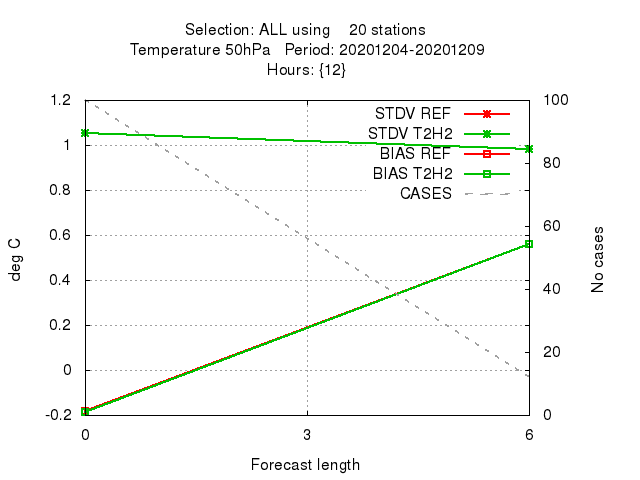 Selection: ALL using    20 stations
Temperature 50hPa   Period: 20201204-20201209
Hours: {12}
1.2
1
0.8
0.6
0.4
0.2
0
-0.2
deg C
STDV REF
STDV T2H2
BIAS REF
BIAS T2H2
CASES
100
80
60
40
20
0
No cases
0 3 6
Forecast length